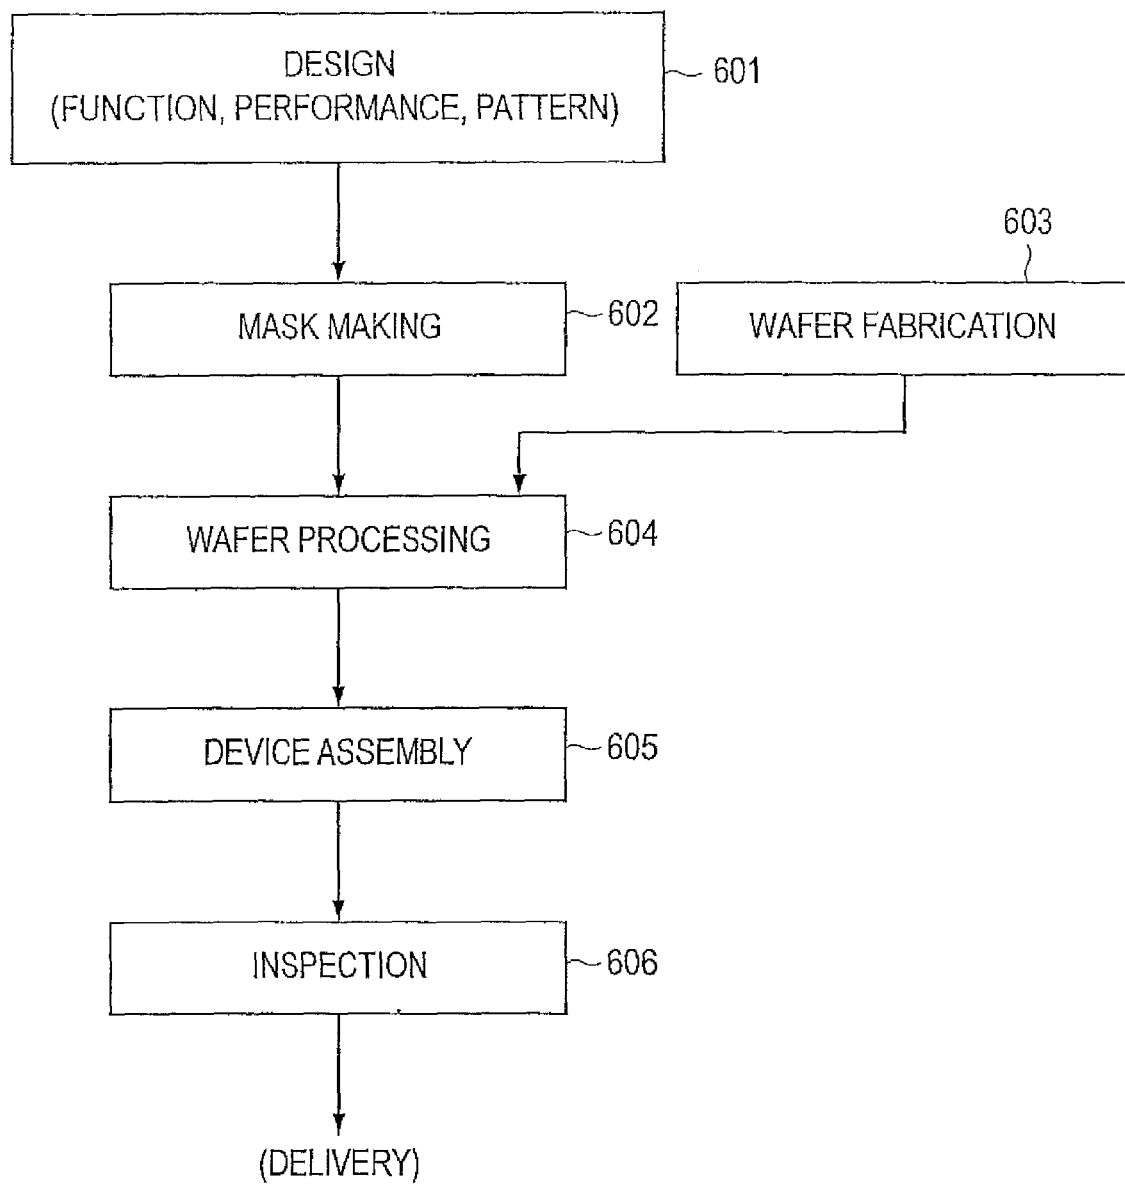 DESIGN
(FUNCTION, PERFORMANCE, PATTERN)
601
603
MASK MAKING
602
WAFER FABRICATION
WAFER PROCESSING
604
DEVICE ASSEMBLY
605
INSPECTION
606
(DELIVERY)